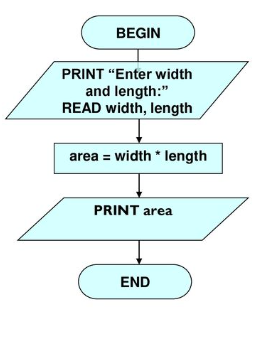 BEGIN
PRINT “Enter width
and length:”
READ width, length
area = width * length
PRINT area
END